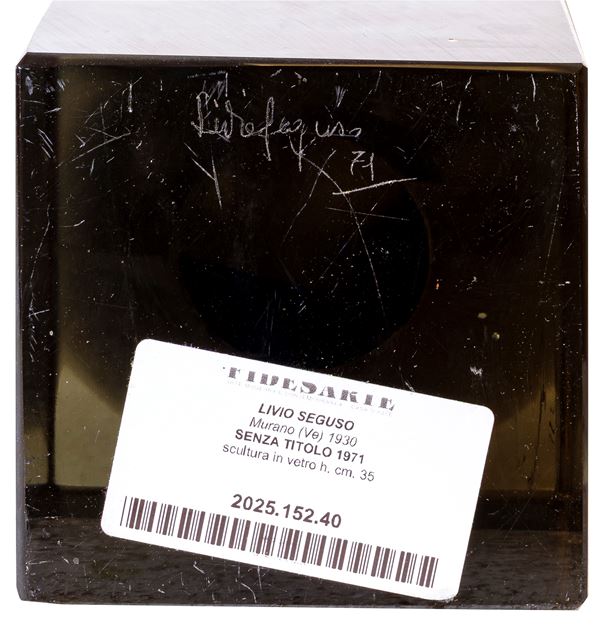 Livio Seguso
71
FIDESARTE
LIVIO SEGUSO
Murano (Ve) 1930
SENZA TITOLO 1971
scultura in vetro h. cm. 35
2025.152.40